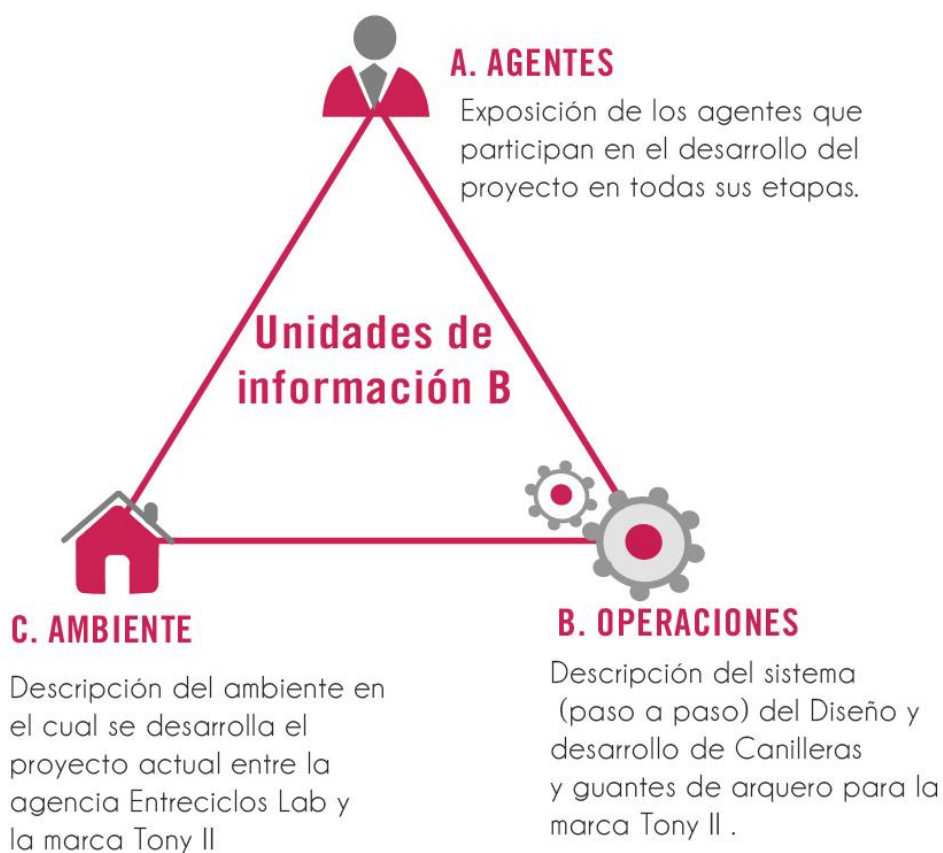 A. AGENTES
Exposición de los agentes que
participan en el desarrollo del
proyecto en todas sus etapas.
Unidades de
información B
C. AMBIENTE
Descripción del ambiente en
el cual se desarrolla el
proyecto actual entre la
agencia Entreciclos Lab y
la marca Tony II
B. OPERACIONES
Descripción del sistema
(paso a paso) del Diseño y
desarrollo de Canilleras
y guantes de arquero para la
marca Tony II .